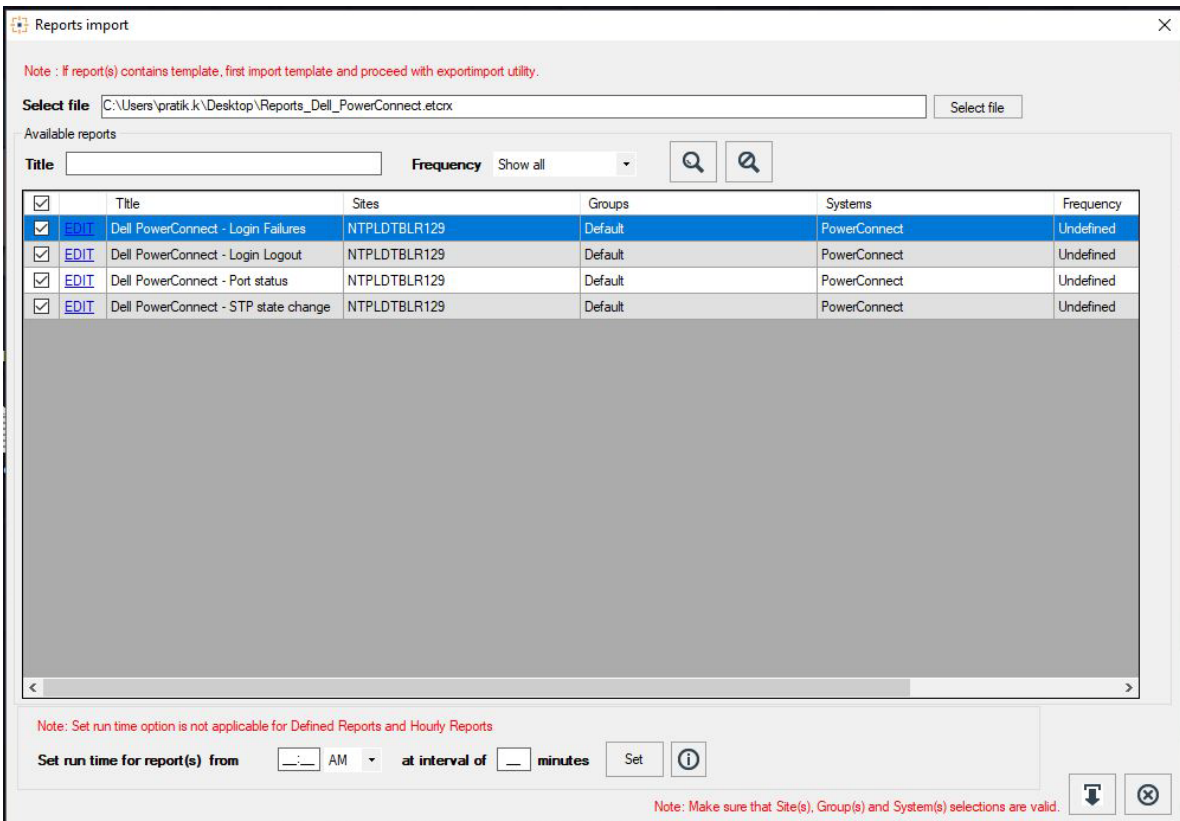 Reports import
Note : If report(s) contains template, first import template and proceed with exportimport utility.
Select file C:\Users\pratik.k\Desktop\Reports_Dell_PowerConnect.etcrx Select file
Available reports
Title Frequency Show all
TItle Sites Groups Systems Frequency
EDIT Dell PowerConnect - Login Failures NTPLDTBLR129 Default PowerConnect Undefined
EDIT Dell PowerConnect - Login Logout NTPLDTBLR129 Default PowerConnect Undefined
EDIT Dell PowerConnect - Port status NTPLDTBLR129 Default PowerConnect Undefined
EDIT Dell PowerConnect - STP state change NTPLDTBLR129 Default PowerConnect Undefined
Note: Set run time option is not applicable for Defined Reports and Hourly Reports
Set run time for report(s) from __:__ AM at interval of __ minutes Set
Note: Make sure that Site(s), Group(s) and System(s) selections are valid.